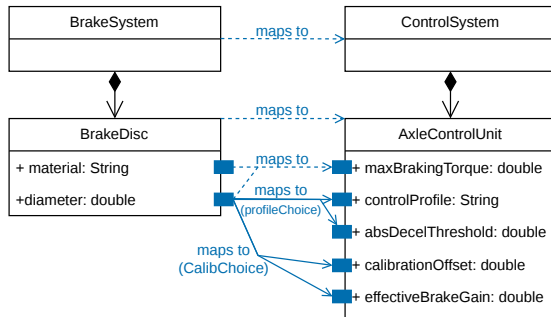 BrakeSystem
maps to
ControlSystem
maps to
BrakeDisc
AxleControlUnit
+ material: String
maps to
+ maxBrakingTorque: double
+diameter: double
maps to
(profileChoice)
+ controlProfile: String
+ absDecelThreshold: double
maps to
(CalibChoice)
+ calibrationOffset: double
+ effectiveBrakeGain: double